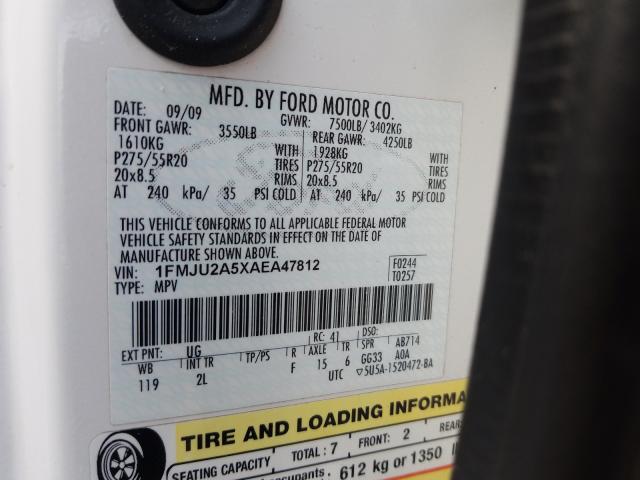 MFD. BY FORD MOTOR CO.
DATE: 09/09 GVWR: 7500LB/ 3402KG
FRONT GAWR: 3550LB REAR GAWR: 4250LB
1610KG WITH 1928KG WITH
P275/55R20 TIRES P275/55R20 TIRES
20x8.5 RIMS 20x8.5 RIMS
AT 240 kPa/ 35 PSI COLD AT 240 kPa/ 35 PSI COLD
THIS VEHICLE CONFORMS TO ALL APPLICABLE FEDERAL MOTOR
VEHICLE SAFETY STANDARDS IN EFFECT ON THE DATE OF
MANUFACTURE SHOWN ABOVE.
VIN: 1FMJU2A5XAEA47812 F0244
TYPE: MPV T0257
EXT PNT: UG RC: 41 DSO:
WB INT TR TP/PS R AXLE TR SPR AB714
119 2L F 15 6 GG33 A0A
UTC ▽5U5A-1520472-BA
TIRE AND LOADING INFORMA
SEATING CAPACITY TOTAL: 7 FRONT: 2 REAR
cupants. 612 kg or 1350